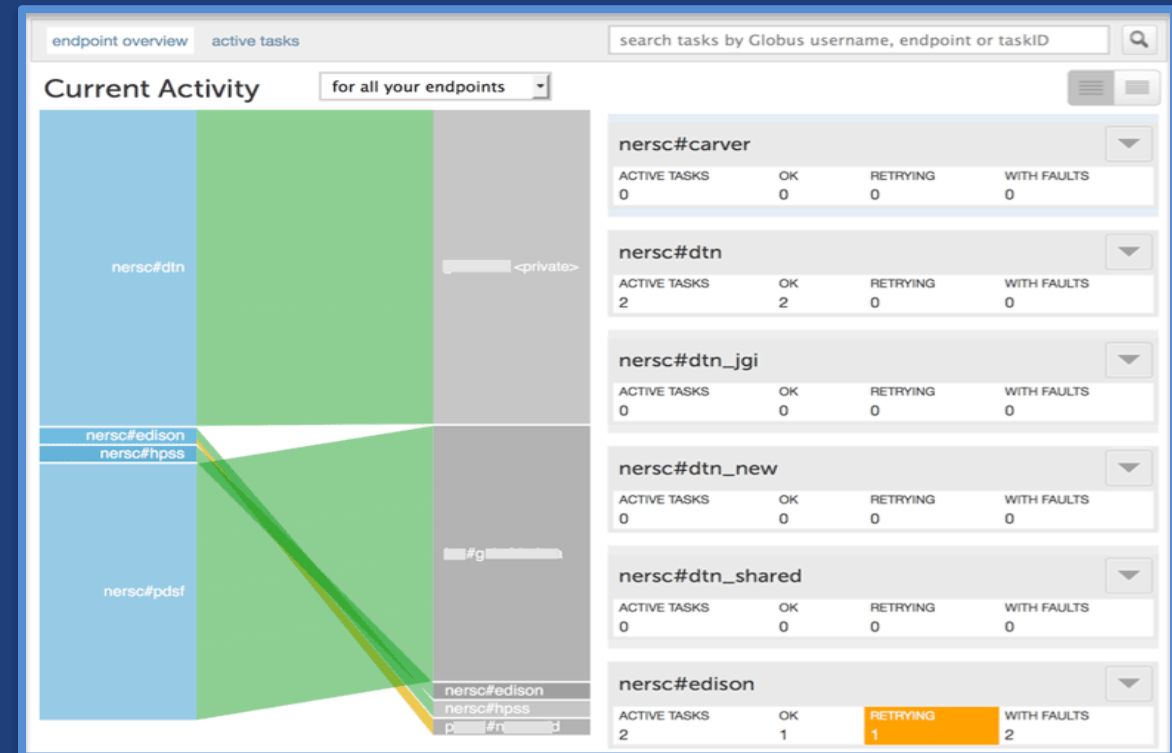 endpoint overview active tasks
search tasks by Globus username, endpoint or taskID
Current Activity for all your endpoints
nersc#dtn
nersc#edison
nersc#hpss
nersc#pdsf
<private>
#g
nersc#edison
nersc#hpss
p #n d
nersc#carver
ACTIVE TASKS OK RETRYING WITH FAULTS
0 0 0 0
nersc#dtn
ACTIVE TASKS OK RETRYING WITH FAULTS
2 2 0 0
nersc#dtn_jgi
ACTIVE TASKS OK RETRYING WITH FAULTS
0 0 0 0
nersc#dtn_new
ACTIVE TASKS OK RETRYING WITH FAULTS
0 0 0 0
nersc#dtn_shared
ACTIVE TASKS OK RETRYING WITH FAULTS
0 0 0 0
nersc#edison
ACTIVE TASKS OK RETRYING WITH FAULTS
2 1 1 2